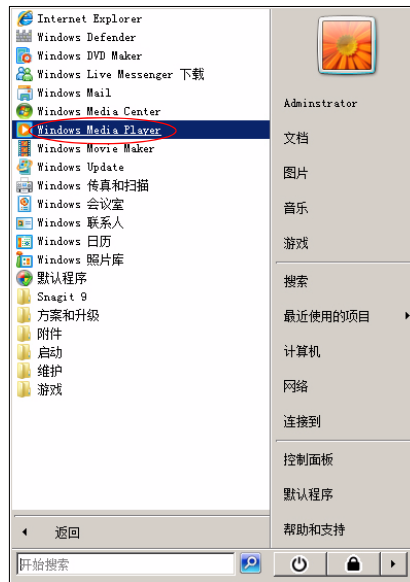 Internet Explorer
Windows Defender
Windows DVD Maker
Windows Live Messenger 下载
Windows Mail
Windows Media Center
Windows Media Player
Windows Movie Maker
Windows Update
Windows 传真和扫描
Windows 会议室
Windows 联系人
Windows 日历
Windows 照片库
默认程序
Snagit 9
方案和升级
附件
启动
维护
游戏
返回
开始搜索
Adminstrator
文档
图片
音乐
游戏
搜索
最近使用的项目
计算机
网络
连接到
控制面板
默认程序
帮助和支持